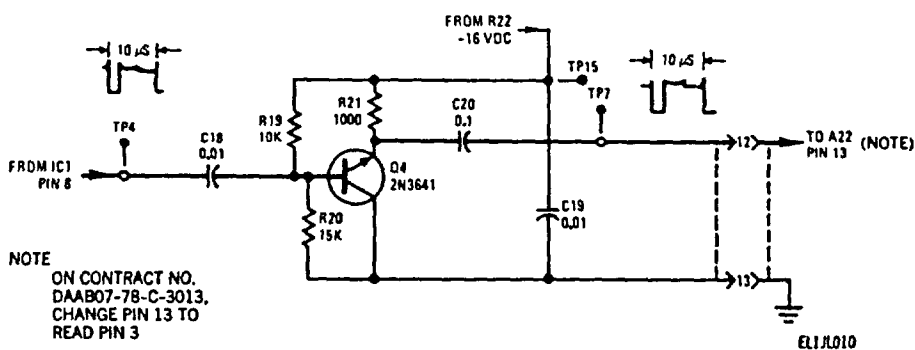 FROM R22
-16 VDC
10 µS
10 µS
TP15
TP7
TP4
R19
10K
R21
1000
C20
0.1
C18
0.01
FROM IC1
PIN 8
Q4
2N3641
12
TO A22
PIN 13 (NOTE)
R20
15K
C19
0.01
13
NOTE
ON CONTRACT NO.
DAAB07-78-C-3013,
CHANGE PIN 13 TO
READ PIN 3
EL1JL010